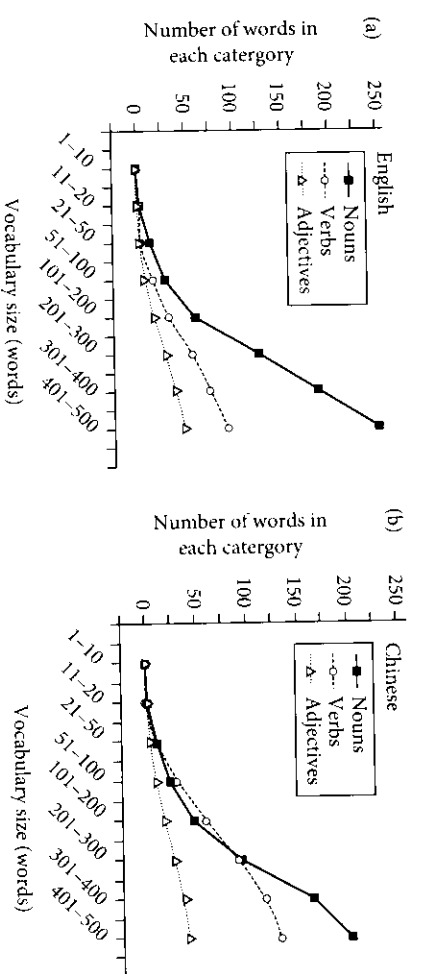 (a)
English
Number of words in
each catergory
250
200
150
100
50
0
Nouns
Verbs
Adjectives
1–10
11–20
21–50
51–100
101–200
201–300
301–400
401–500
Vocabulary size (words)
(b)
Chinese
Number of words in
each catergory
250
200
150
100
50
0
Nouns
Verbs
Adjectives
1–10
11–20
21–50
51–100
101–200
201–300
301–400
401–500
Vocabulary size (words)